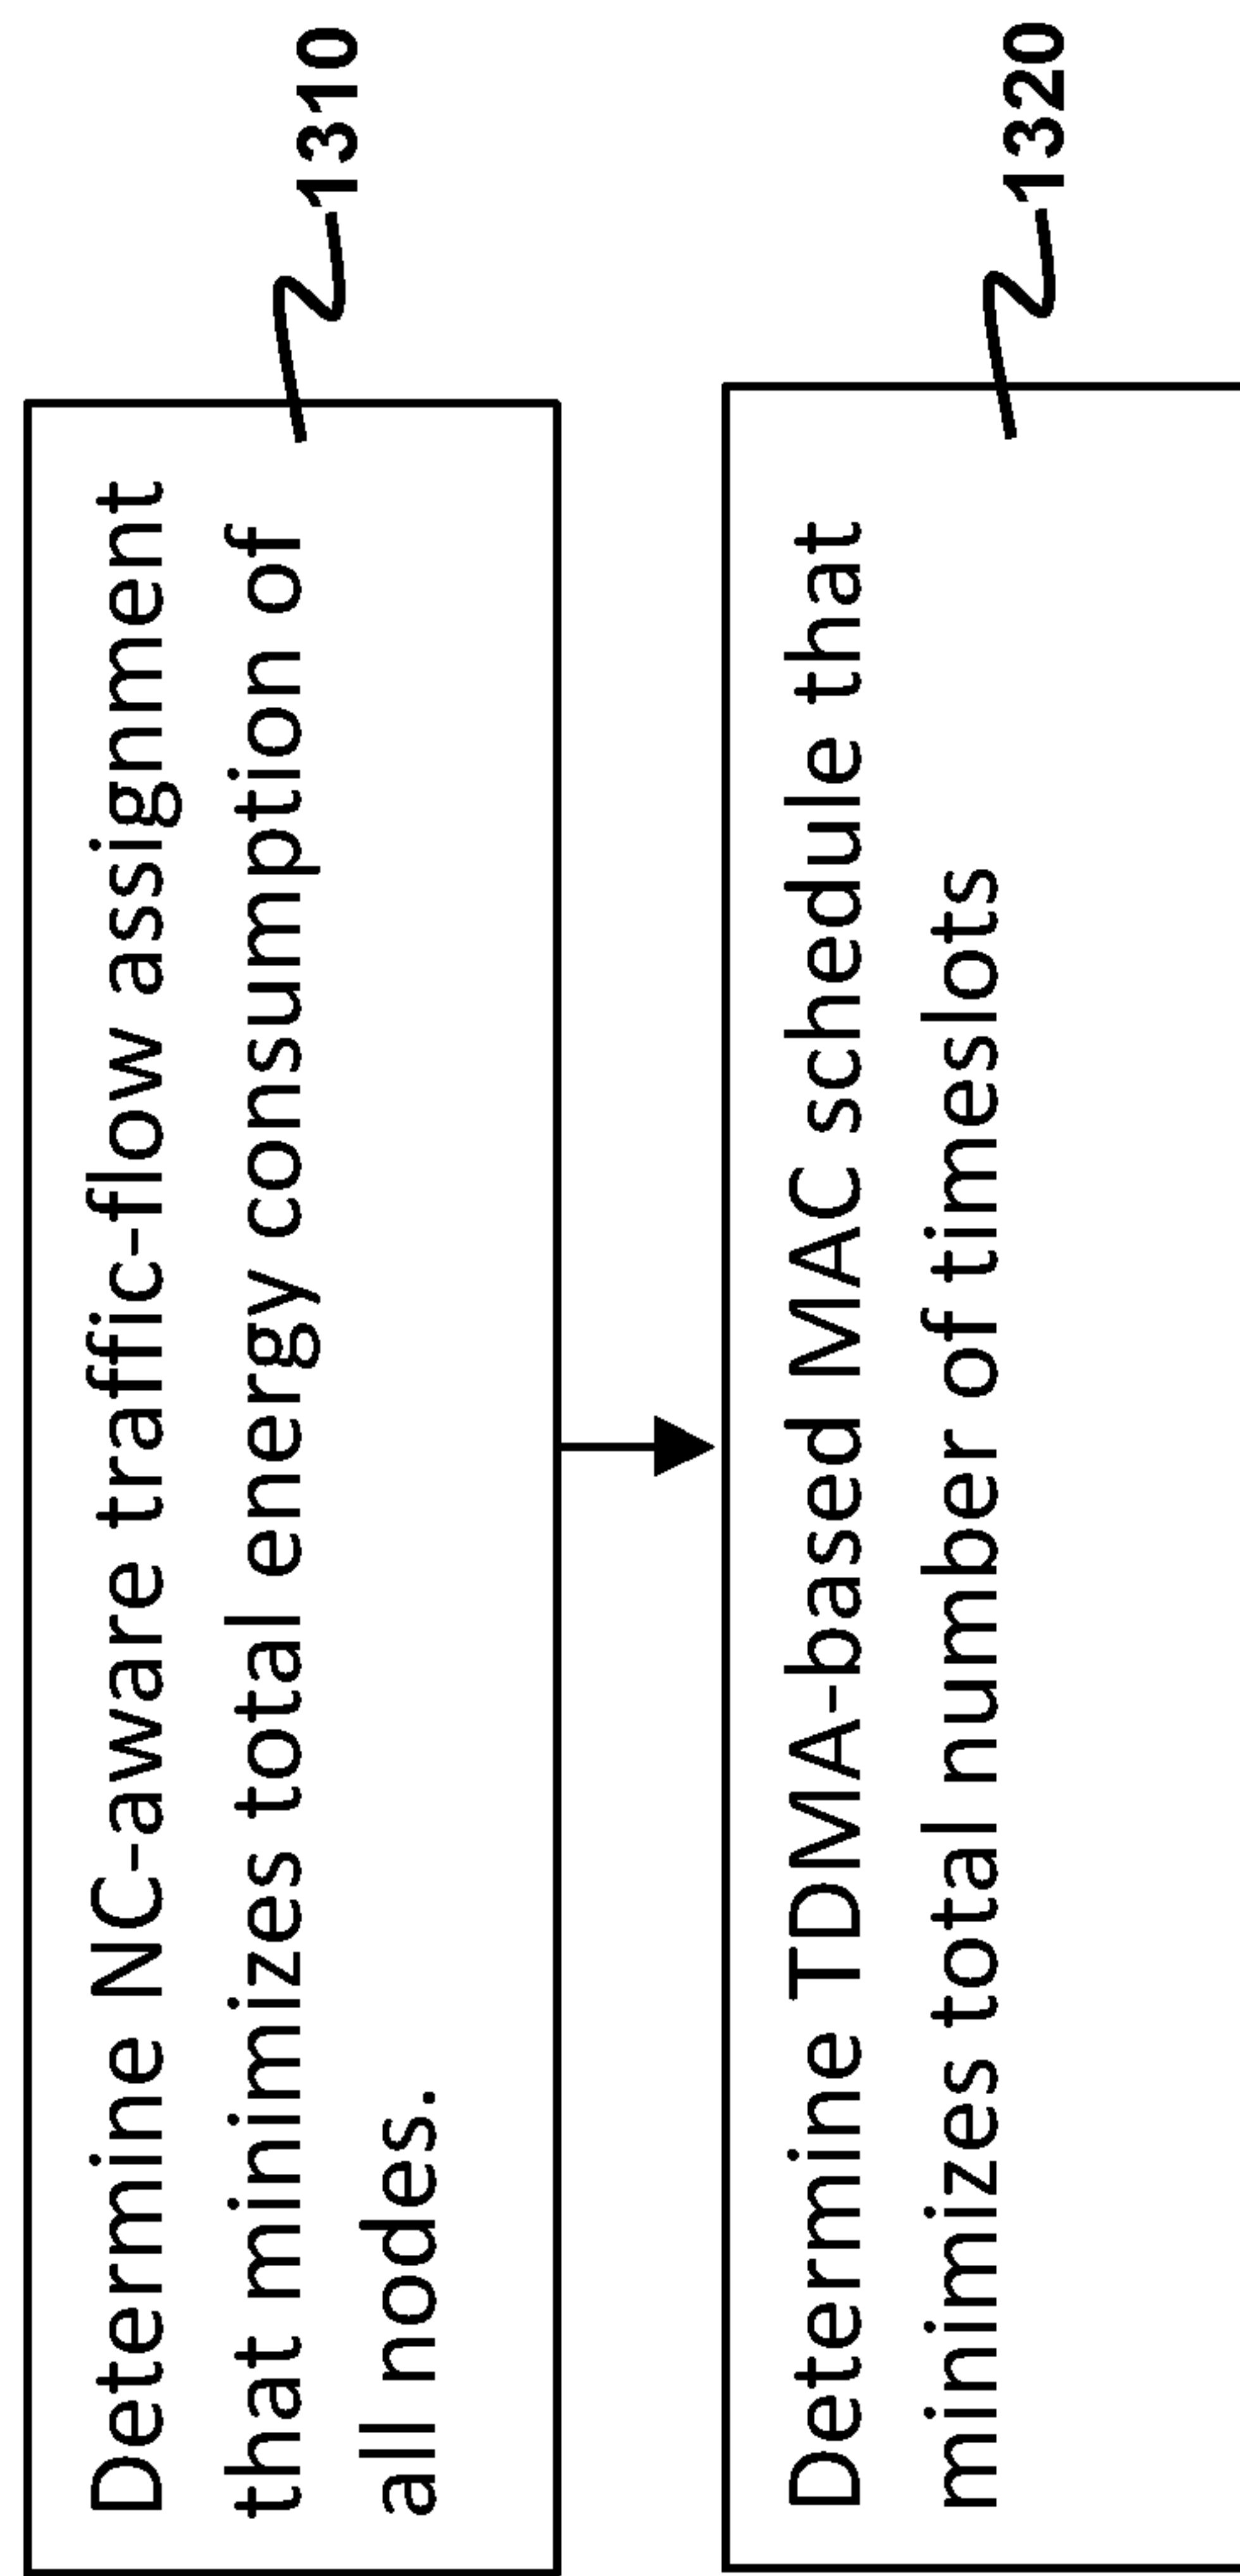 Determine NC-aware traffic-flow assignment
that minimizes total energy consumption of
all nodes.
1310
Determine TDMA-based MAC schedule that
minimizes total number of timeslots
1320